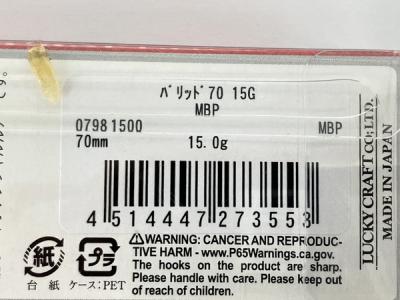 バリッド70 15G
MBP
07981500 MBP
70mm 15.0g
4 514447 273553
LUCKY CRAFT CO., LTD.
MADE IN JAPAN
紙
プラ
台 紙 ケース:PET
WARNING: CANCER AND REPRODUC-
TIVE HARM - www.P65Warnings.ca.gov.
The hooks on the product are sharp.
Please handle with care. Please keep out
of reach of children.